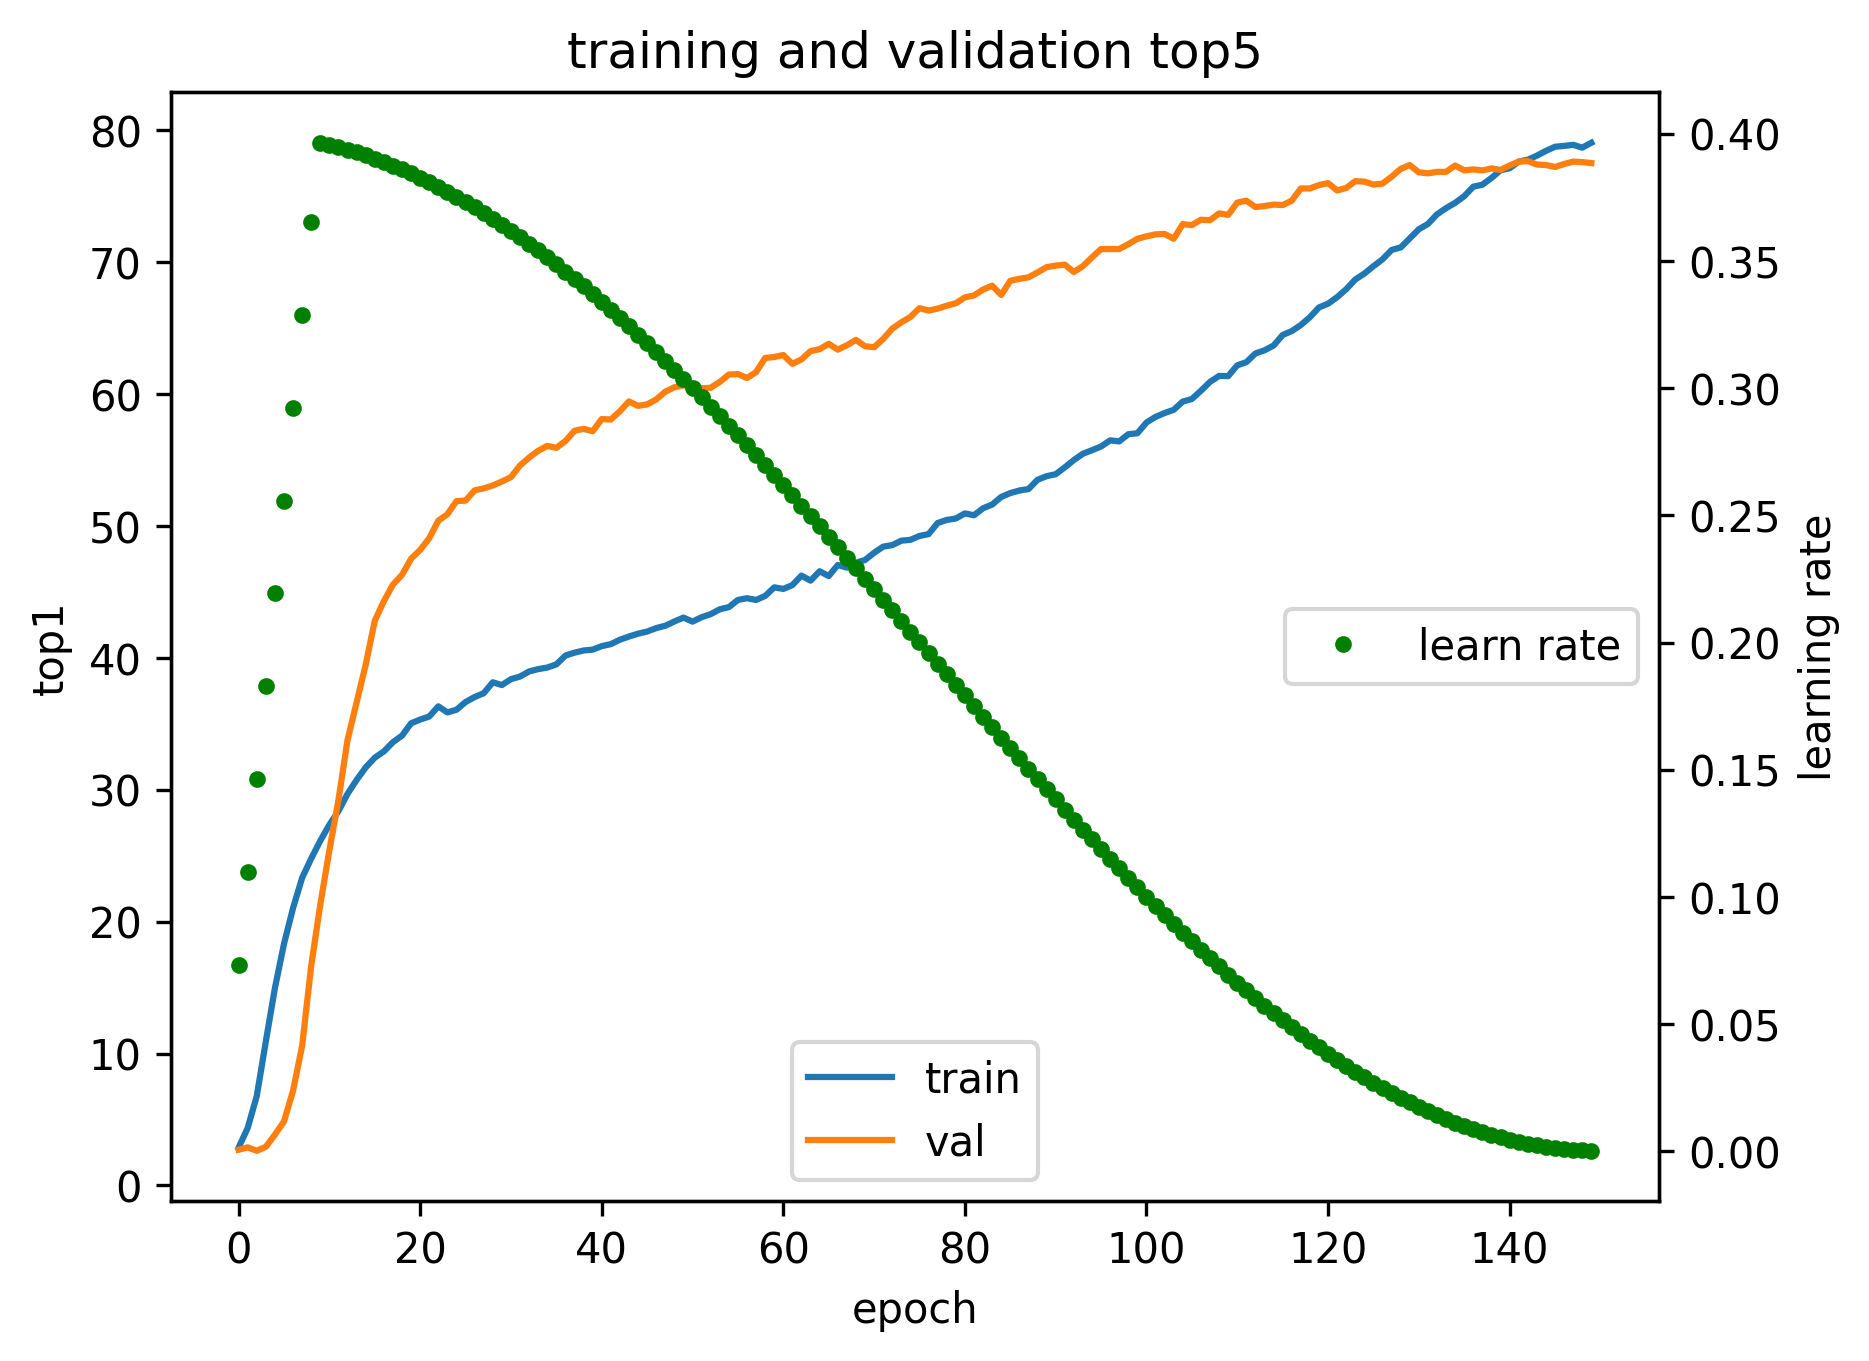 training and validation top5
80
70
60
50
40
30
20
10
0
top1
0.40
0.35
0.30
0.25
0.20
0.15
0.10
0.05
0.00
learning rate
learn rate
train
val
0 20 40 60 80 100 120 140
epoch